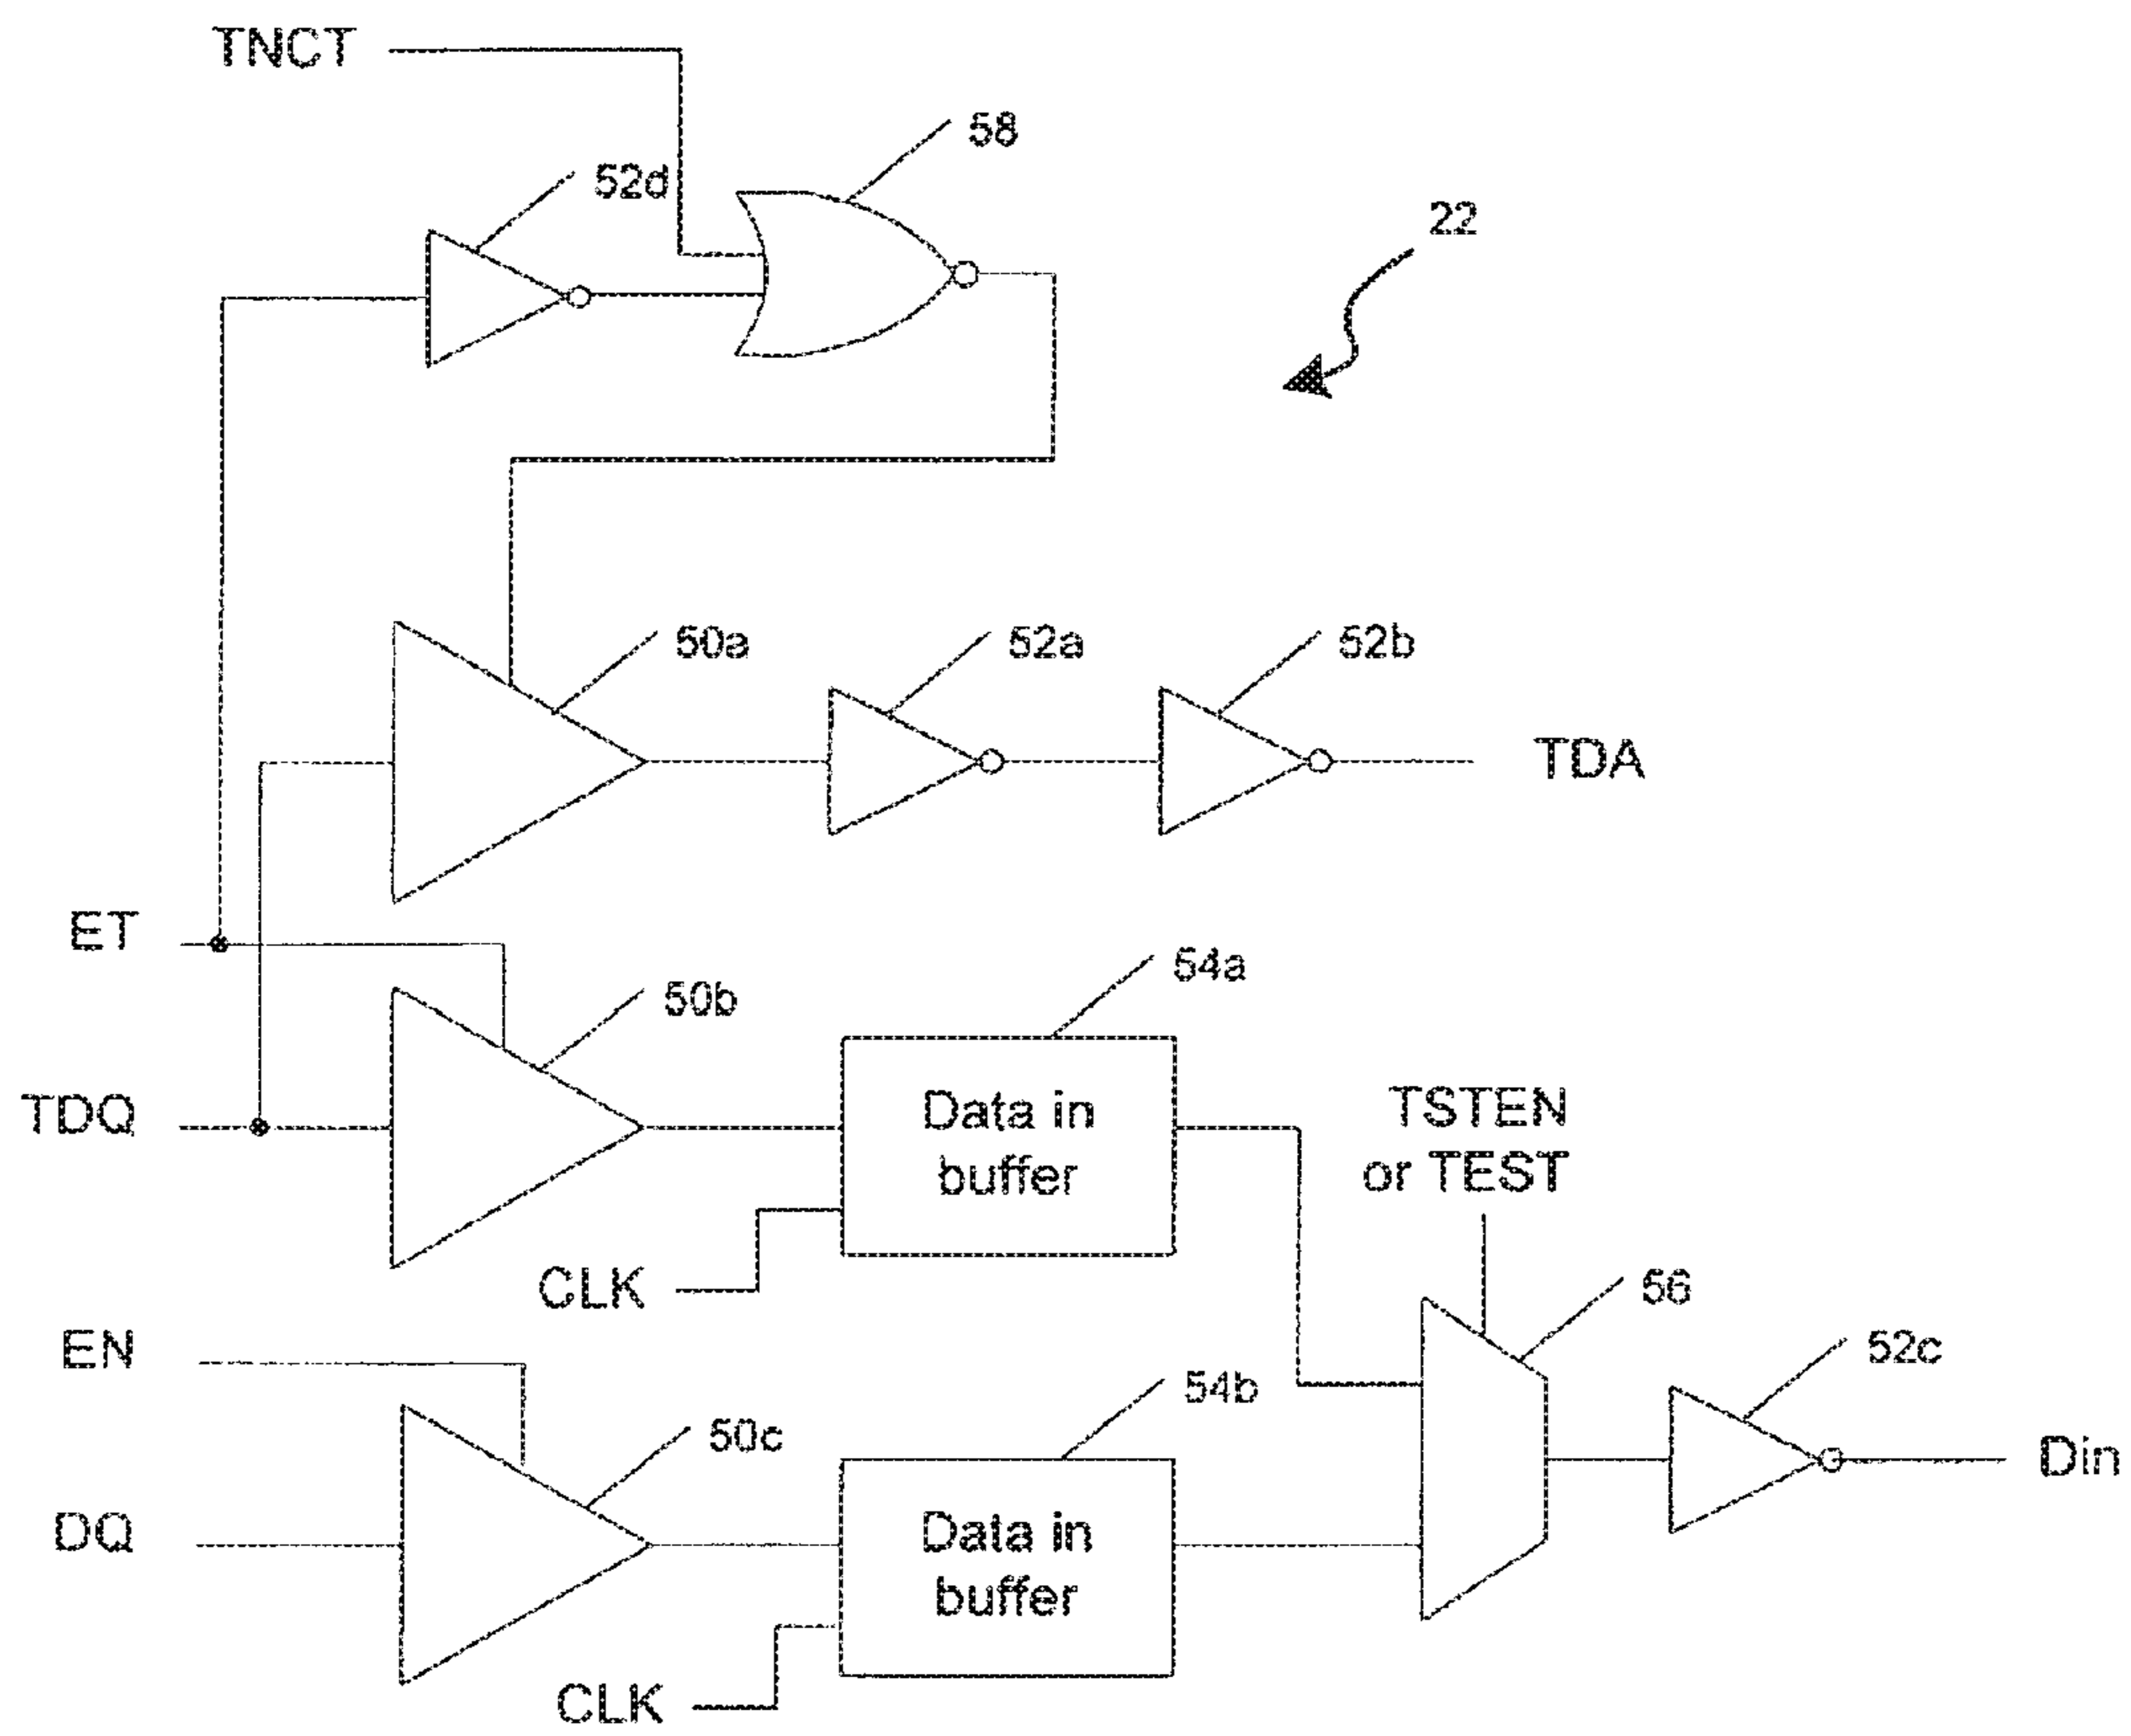 TNCT
58
52d
22
50a
52a
52b
TDA
ET
54a
50b
TDQ
Data in
buffer
TSTEN
or TEST
CLK
56
EN
52c
54b
50c
Din
DQ
Data in
buffer
CLK